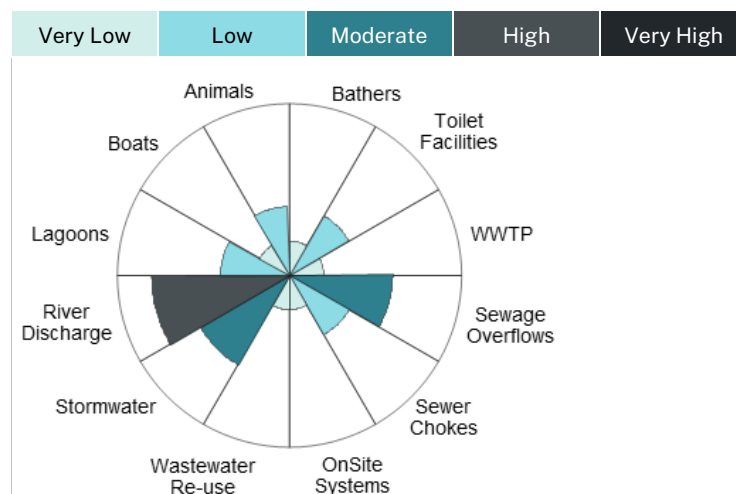 Very Low Low Moderate High Very High
Animals
Bathers
Toilet
Facilities
Boats
Lagoons
WWTP
River
Discharge
Sewage
Overflows
Stormwater
Sewer
Chokes
Wastewater
Re-use
OnSite
Systems